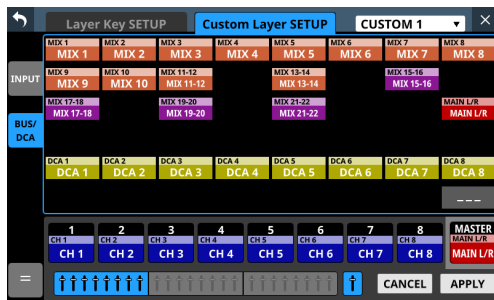 Layer Key SETUP Custom Layer SETUP CUSTOM 1
MIX 1 MIX 2 MIX 3 MIX 4 MIX 5 MIX 6 MIX 7 MIX 8
MIX 1 MIX 2 MIX 3 MIX 4 MIX 5 MIX 6 MIX 7 MIX 8
MIX 9 MIX 10 MIX 11-12 MIX 13-14 MIX 15-16
INPUT MIX 9 MIX 10 MIX 11-12 MIX 13-14 MIX 15-16
MIX 17-18 MIX 19-20 MIX 21-22 MAIN L/R
MIX 17-18 MIX 19-20 MIX 21-22 MAIN L/R
BUS/
DCA
DCA 1 DCA 2 DCA 3 DCA 4 DCA 5 DCA 6 DCA 7 DCA 8
DCA 1 DCA 2 DCA 3 DCA 4 DCA 5 DCA 6 DCA 7 DCA 8
---
1 2 3 4 5 6 7 8 MASTER
CH 1 CH 2 CH 3 CH 4 CH 5 CH 6 CH 7 CH 8 MAIN L/R
CH 1 CH 2 CH 3 CH 4 CH 5 CH 6 CH 7 CH 8 MAIN L/R
CANCEL APPLY